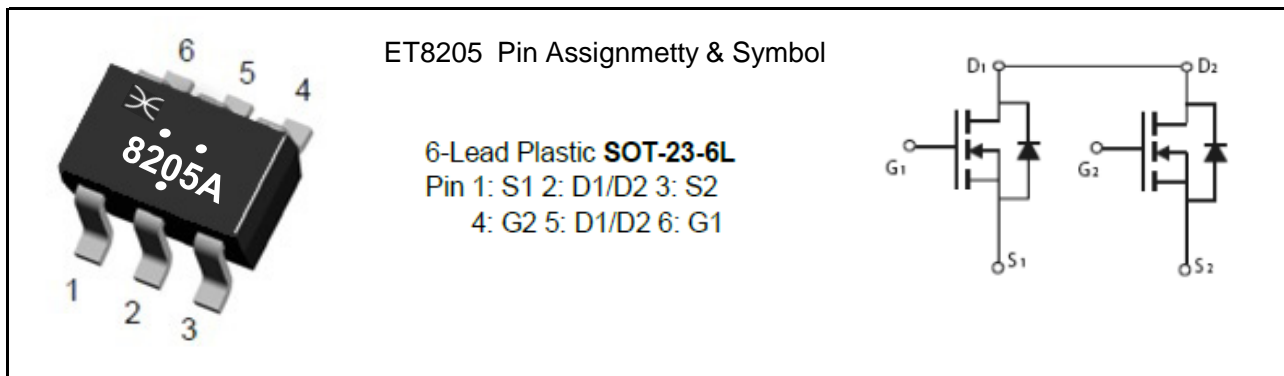 ET8205 Pin Assignmetty & Symbol
6-Lead Plastic SOT-23-6L
Pin 1: S1 2: D1/D2 3: S2
4: G2 5: D1/D2 6: G1
6
5
4
8205A
1
2
3
D1
D2
G1
G2
S1
S2